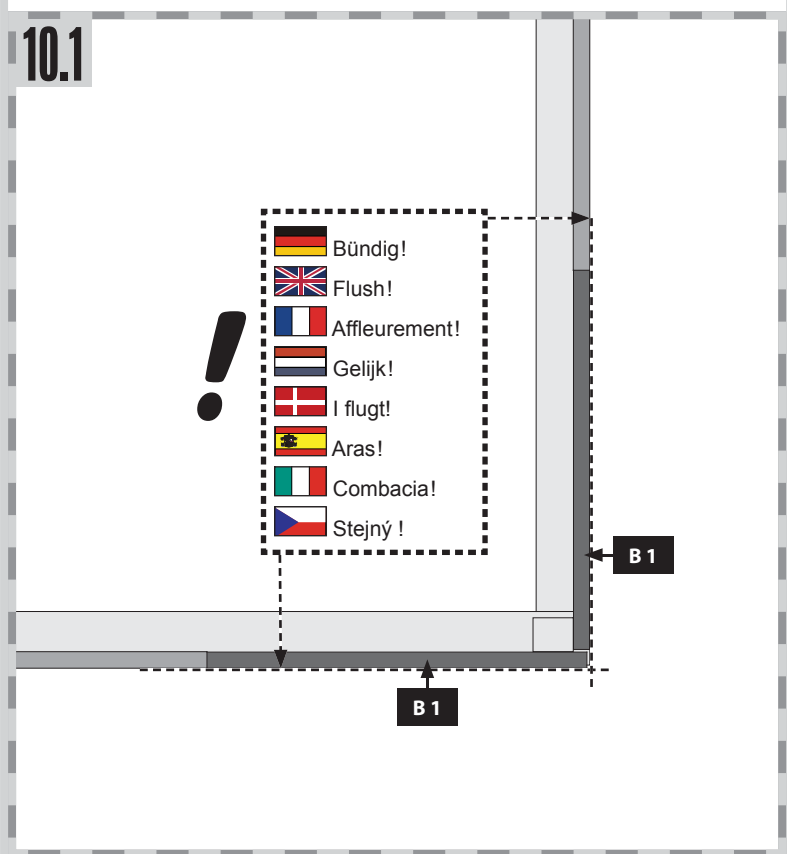 10.1
Bündig!
Flush!
Affleurement!
Gelijk!
I flugt!
Aras!
Combacia!
Stejný !
B 1
B 1